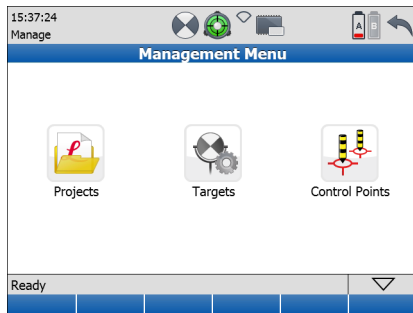 15:37:24
Manage
A B
Management Menu
Projects
Targets
Control Points
Ready